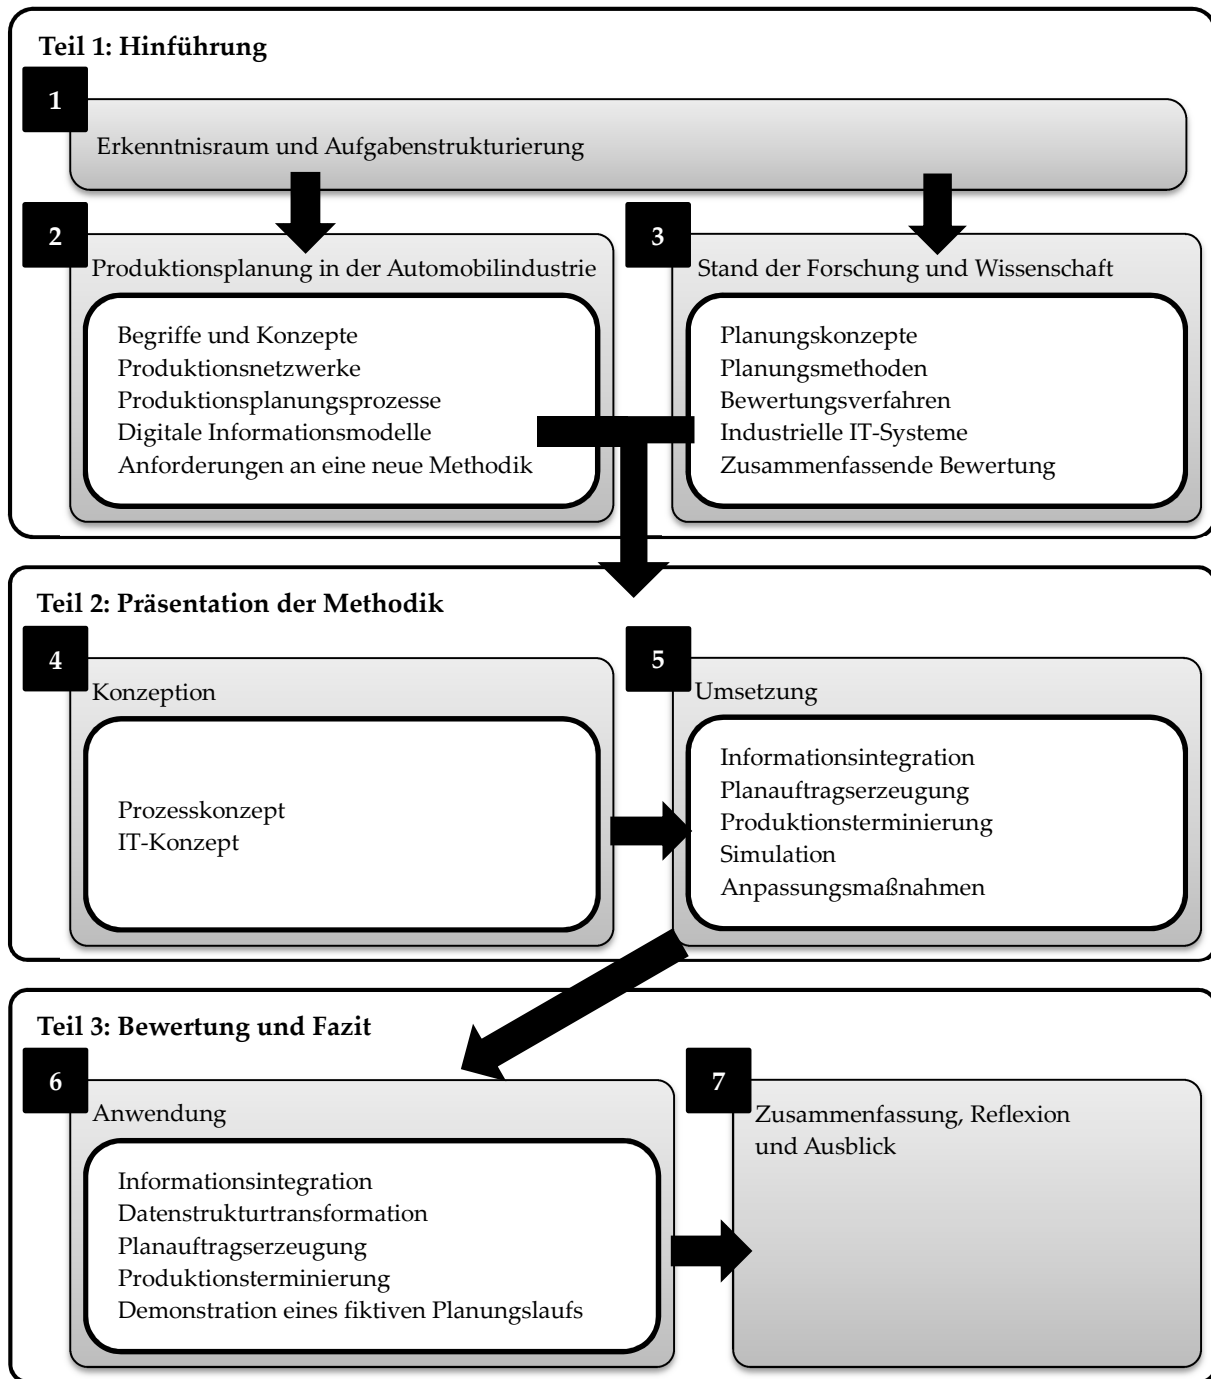 Teil 1: Hinführung
1
Erkenntnisraum und Aufgabenstrukturierung
2
Produktionsplanung in der Automobilindustrie
Begriffe und Konzepte
Produktionsnetzwerke
Produktionsplanungsprozesse
Digitale Informationsmodelle
Anforderungen an eine neue Methodik
3
Stand der Forschung und Wissenschaft
Planungskonzepte
Planungsmethoden
Bewertungsverfahren
Industrielle IT-Systeme
Zusammenfassende Bewertung
Teil 2: Präsentation der Methodik
4
Konzeption
Prozesskonzept
IT-Konzept
5
Umsetzung
Informationsintegration
Planauftragserzeugung
Produktionsterminierung
Simulation
Anpassungsmaßnahmen
Teil 3: Bewertung und Fazit
6
Anwendung
Informationsintegration
Datenstrukturtransformation
Planauftragserzeugung
Produktionsterminierung
Demonstration eines fiktiven Planungslaufs
7
Zusammenfassung, Reflexion
und Ausblick